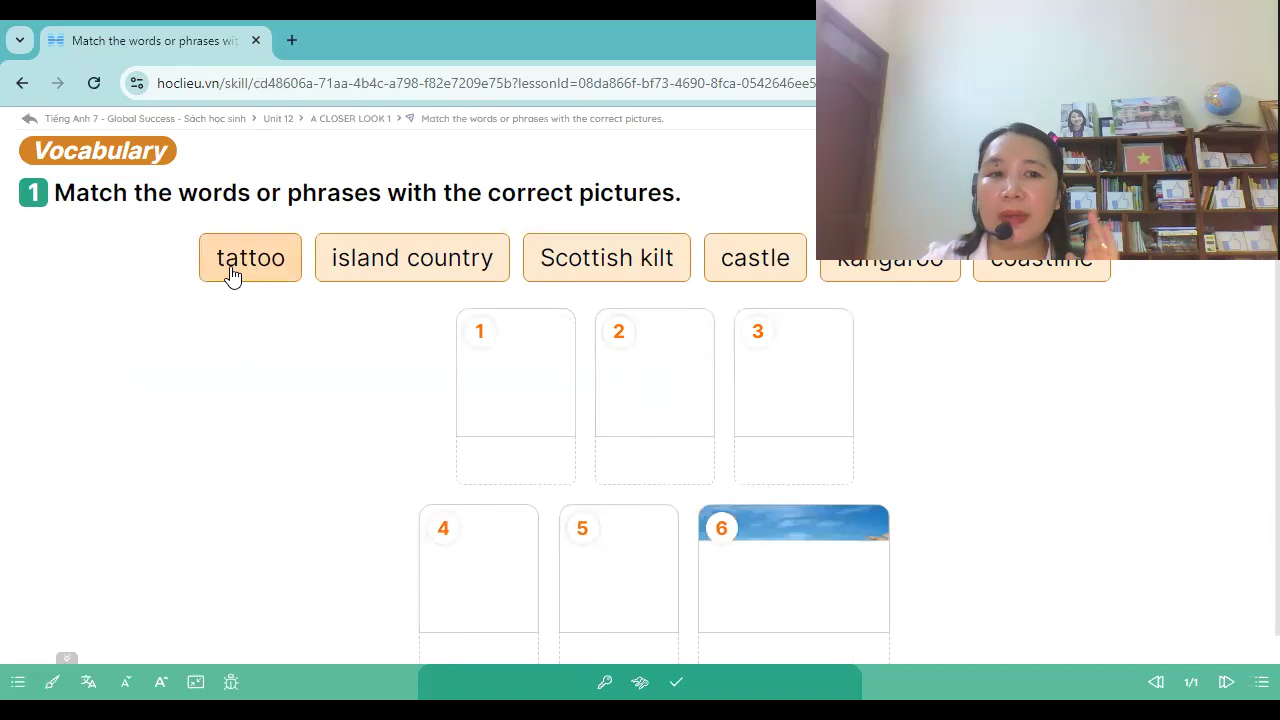 Match the words or phrases wit
hoclieu.vn/skill/cd48606a-71aa-4b4c-a798-f82e7209e75b?lessonId=08da866f-bf73-4690-8fca-0542646ee5
Tiếng Anh 7 - Global Success - Sách học sinh > Unit 12 > A CLOSER LOOK 1 > Match the words or phrases with the correct pictures.
Vocabulary
1 Match the words or phrases with the correct pictures.
tattoo island country Scottish kilt castle kangaroo coastline
1 2 3
4 5 6
A A 1/1